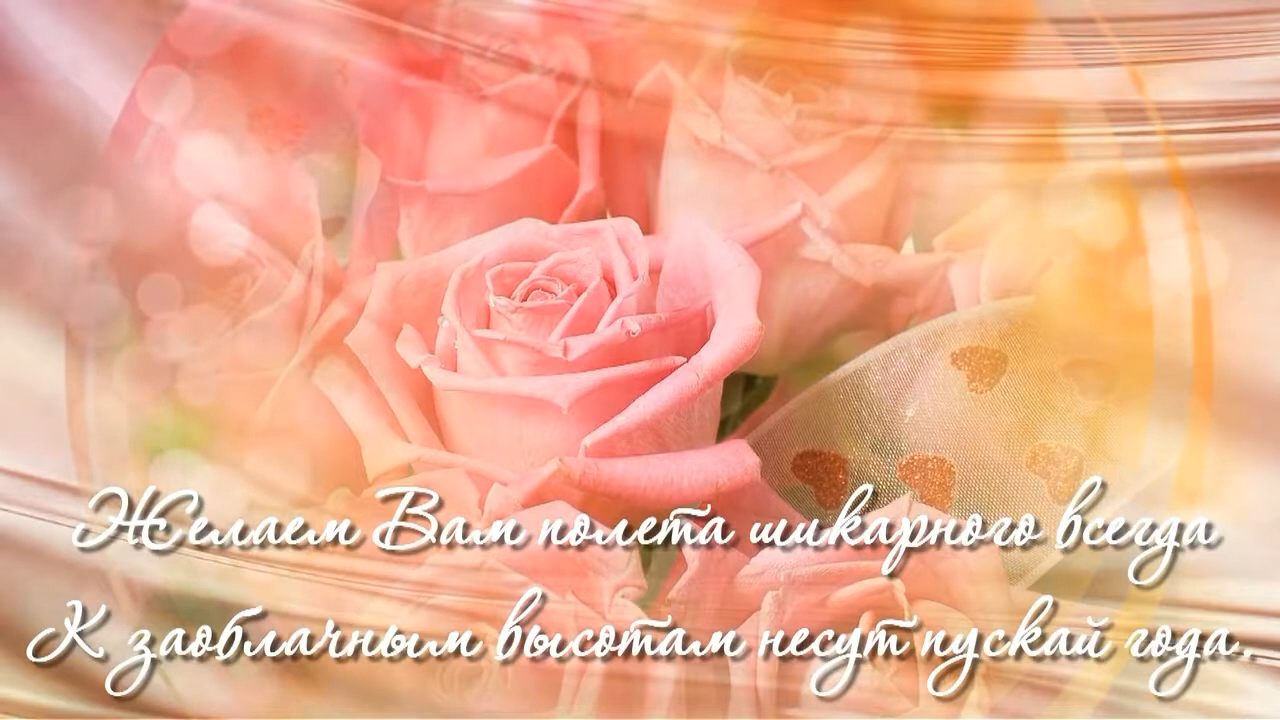 Желаем Вам полета шикарного всегда
К заоблачным высотам несут пускай года.